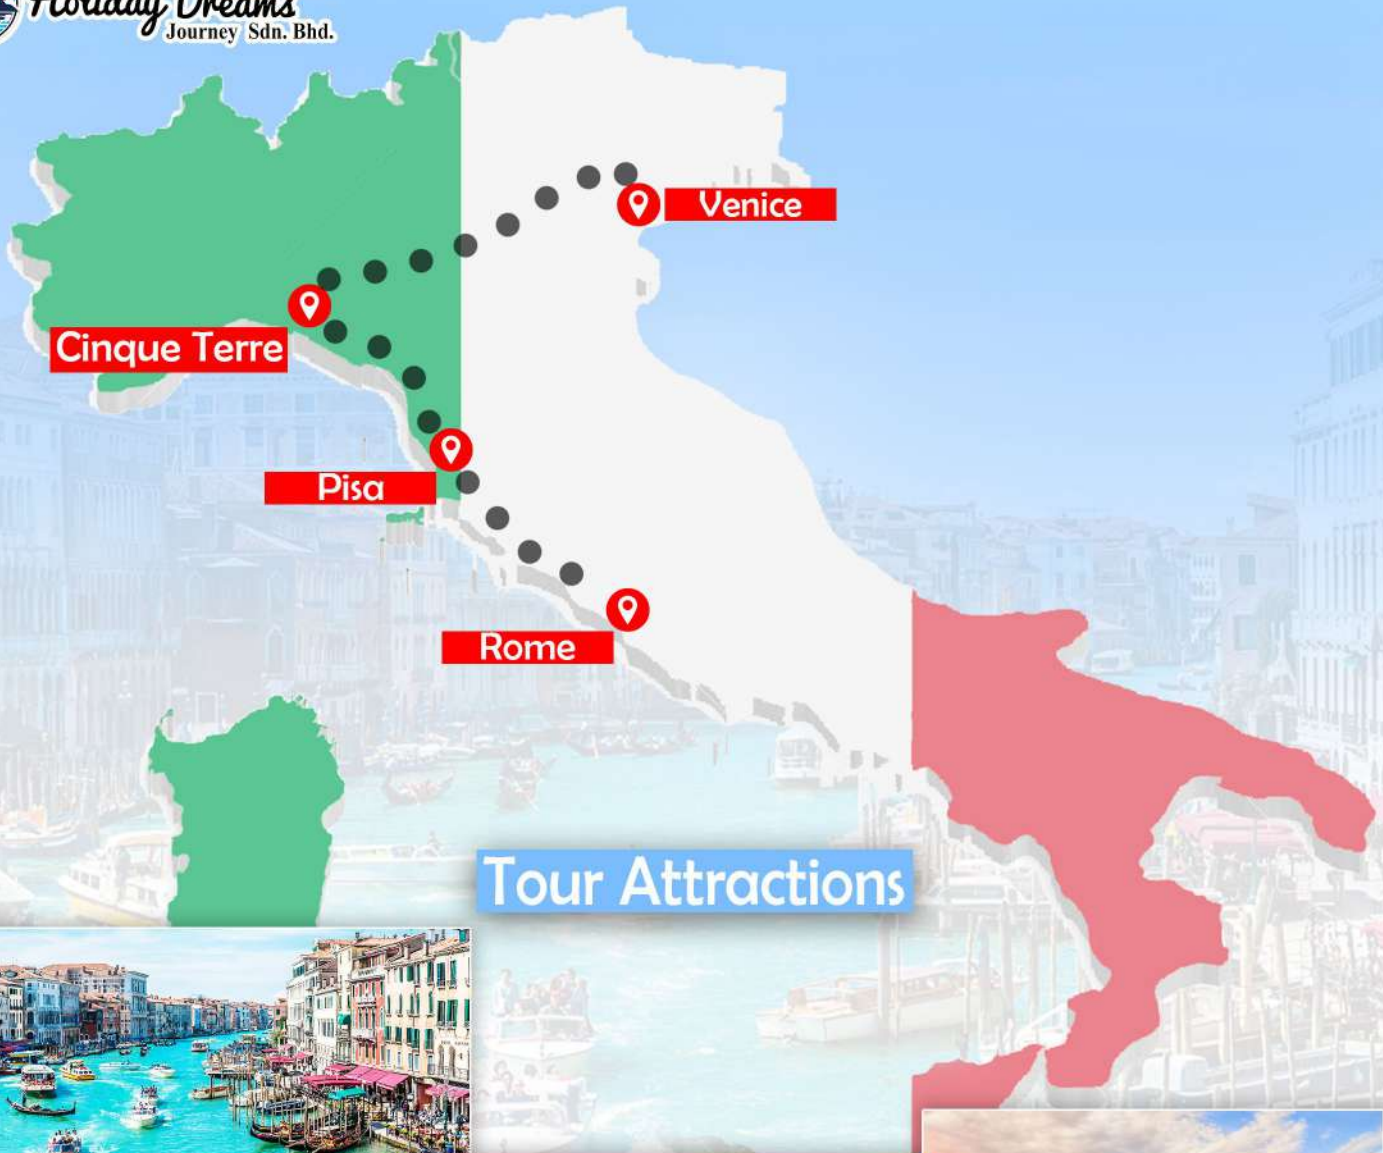 Holiday Dreams
Journey Sdn. Bhd.
Venice
Cinque Terre
Pisa
Rome
Tour Attractions